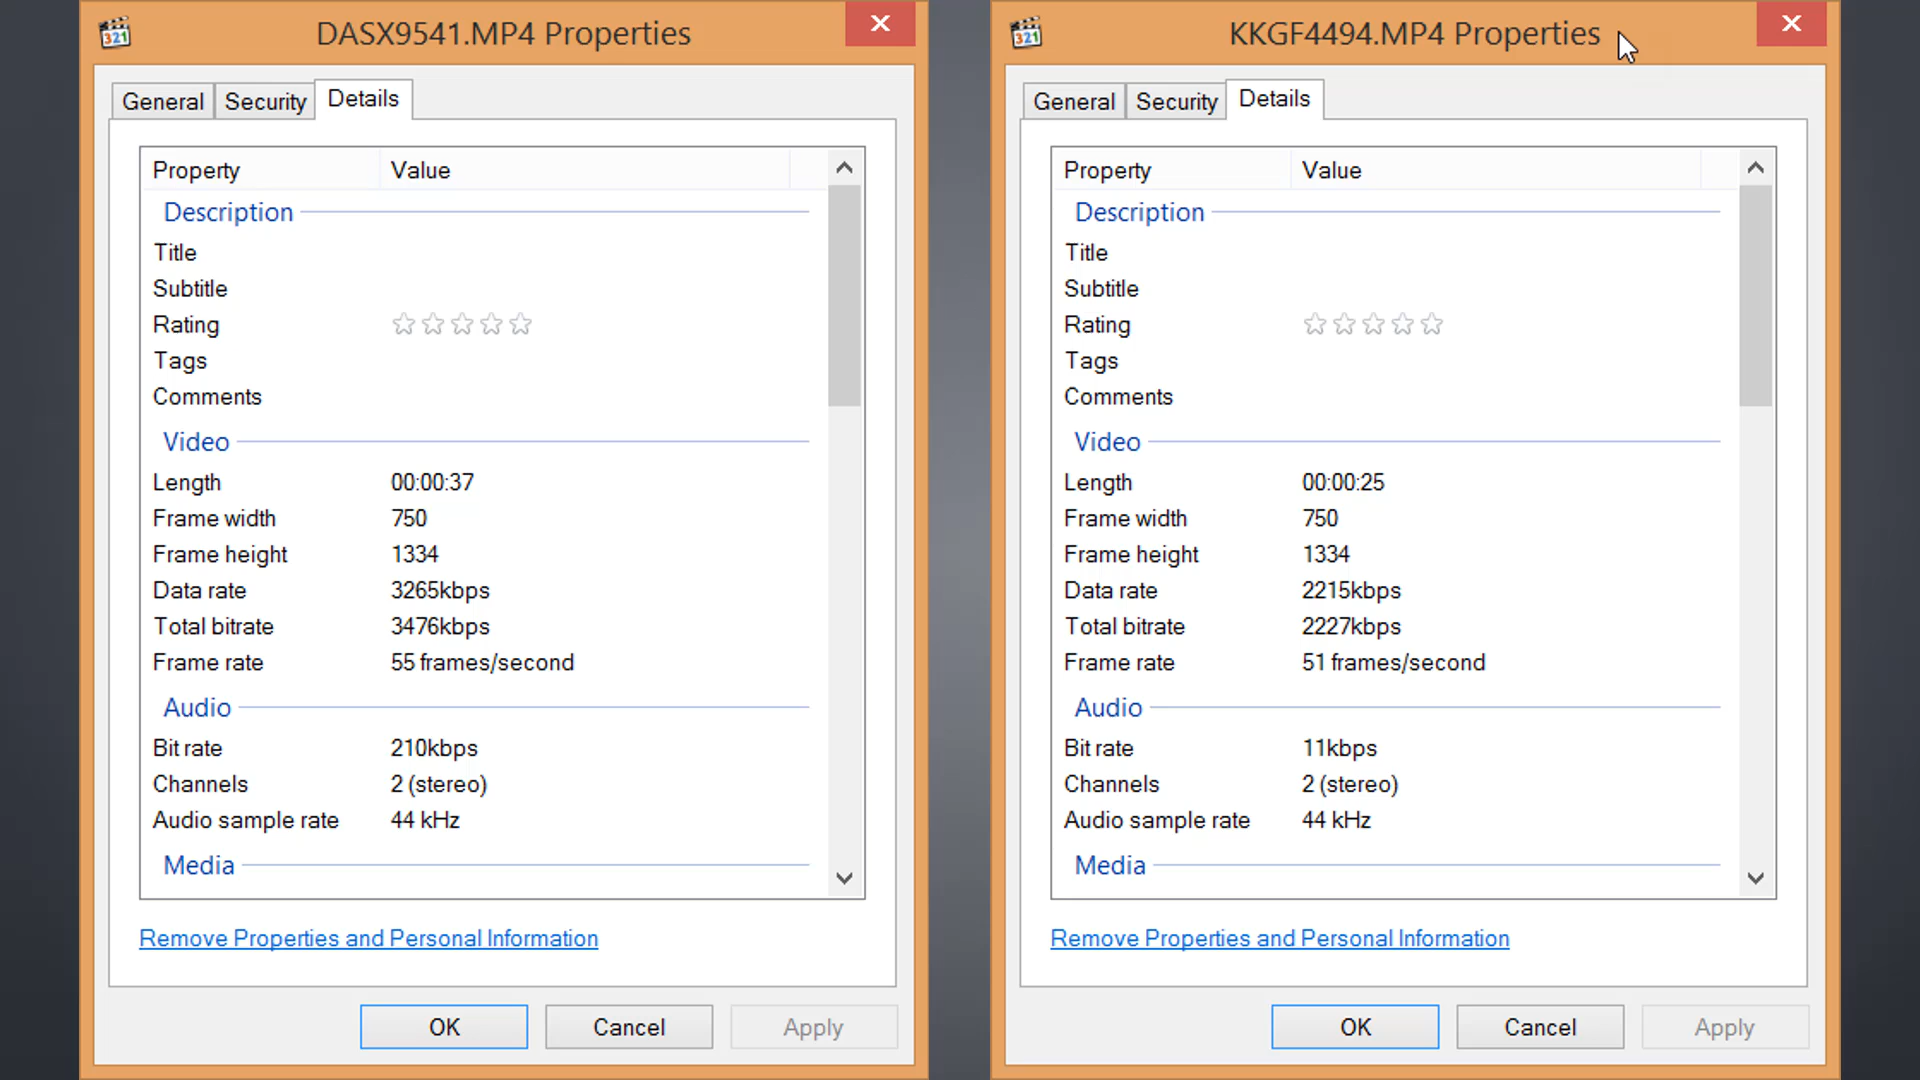 DASX9541.MP4 Properties
General Security Details
Property Value
Description
Title
Subtitle
Rating
Tags
Comments
Video
Length 00:00:37
Frame width 750
Frame height 1334
Data rate 3265kbps
Total bitrate 3476kbps
Frame rate 55 frames/second
Audio
Bit rate 210kbps
Channels 2 (stereo)
Audio sample rate 44 kHz
Media
Remove Properties and Personal Information
OK Cancel Apply
KKGF4494.MP4 Properties
General Security Details
Property Value
Description
Title
Subtitle
Rating
Tags
Comments
Video
Length 00:00:25
Frame width 750
Frame height 1334
Data rate 2215kbps
Total bitrate 2227kbps
Frame rate 51 frames/second
Audio
Bit rate 11kbps
Channels 2 (stereo)
Audio sample rate 44 kHz
Media
Remove Properties and Personal Information
OK Cancel Apply